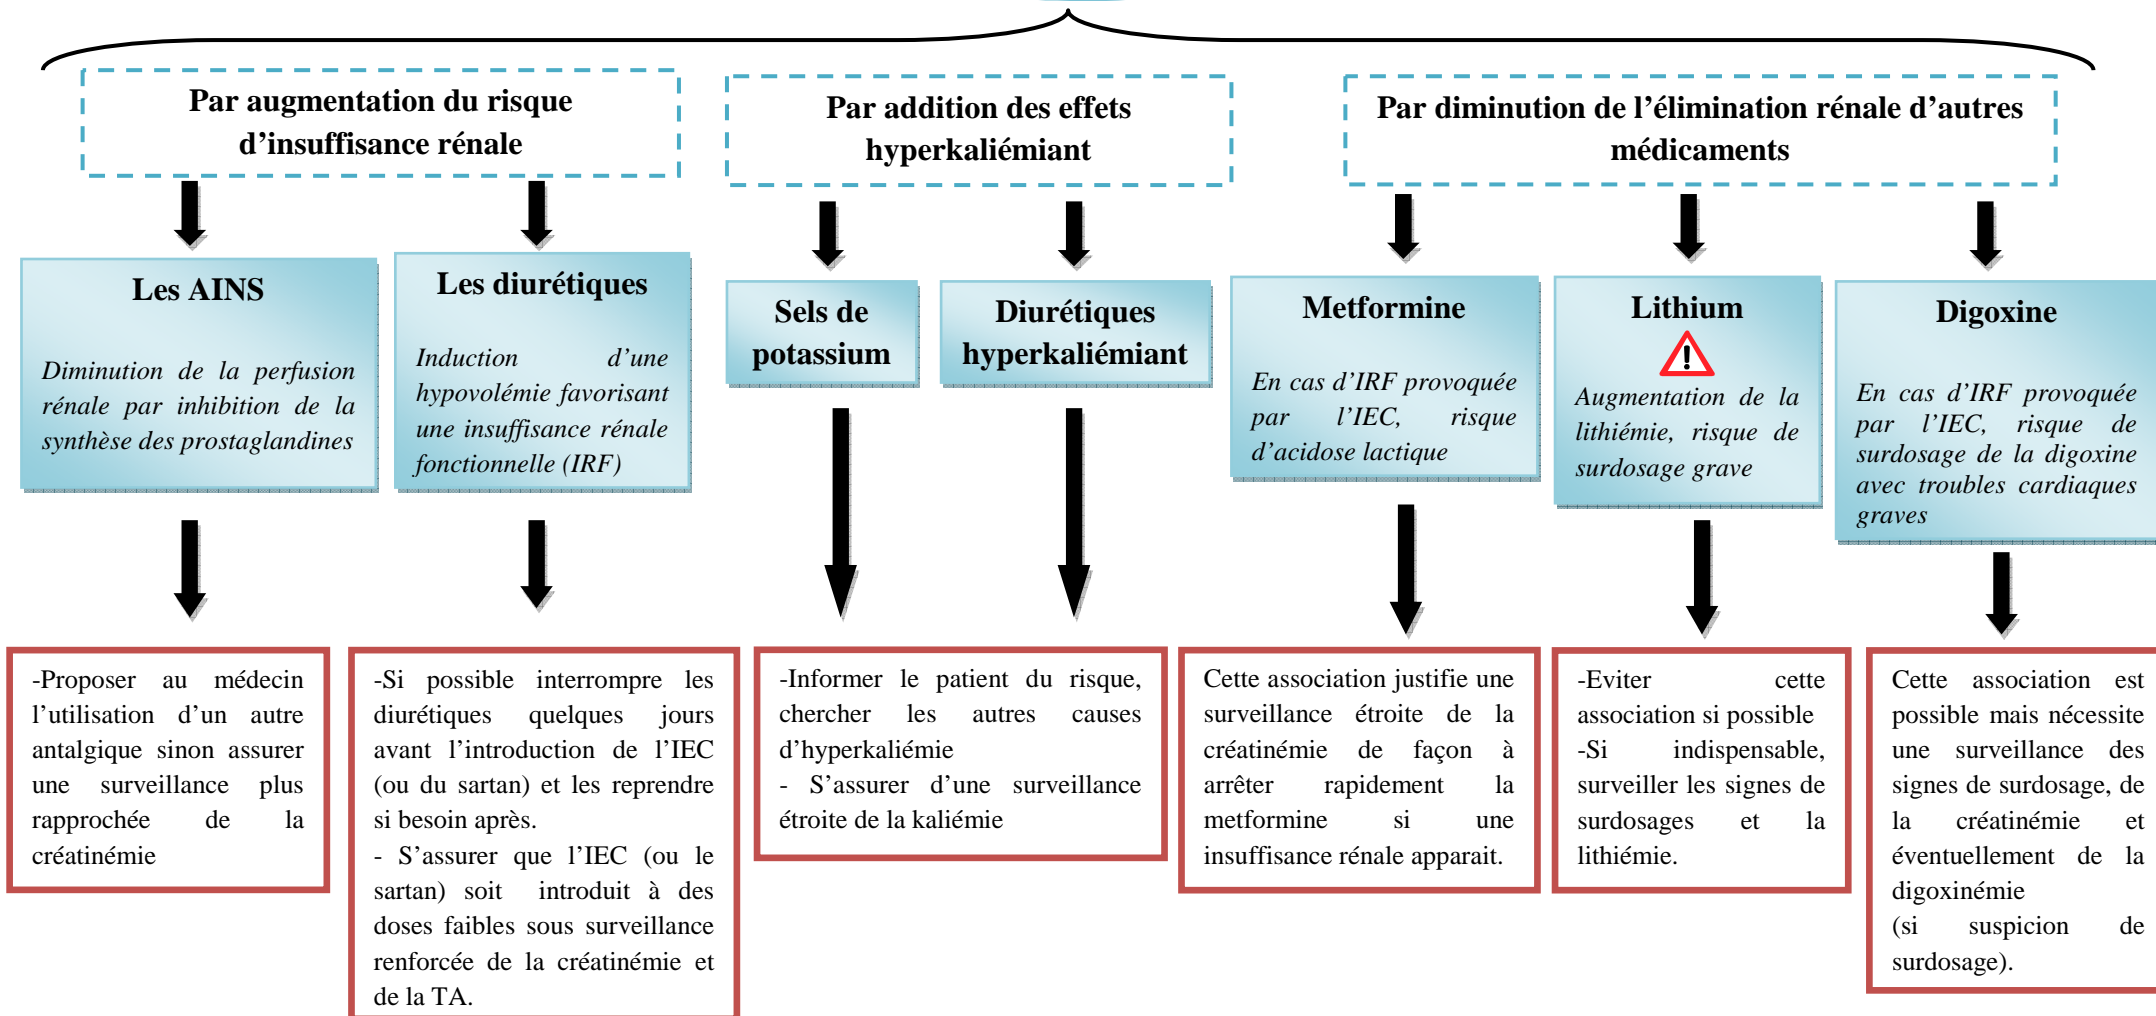 Par augmentation du risque
d'insuffisance rénale
Par addition des effets
hyperkaliémiant
Par diminution de l'élimination rénale d'autres
médicaments
Les AINS
Diminution de la perfusion
rénale par inhibition de la
synthèse des prostaglandines
Les diurétiques
Induction d'une
hypovolémie favorisant
une insuffisance rénale
fonctionnelle (IRF)
Sels de
potassium
Diurétiques
hyperkaliémiant
Metformine
En cas d'IRF provoquée
par l'IEC, risque
d'acidose lactique
Lithium
!
Augmentation de la
lithiémie, risque de
surdosage grave
Digoxine
En cas d'IRF provoquée
par l'IEC, risque de
surdosage de la digoxine
avec troubles cardiaques
graves
-Proposer au médecin
l'utilisation d'un autre
antalgique sinon assurer
une surveillance plus
rapprochée de la
créatinémie
-Si possible interrompre les
diurétiques quelques jours
avant l'introduction de l'IEC
(ou du sartan) et les reprendre
si besoin après.
- S'assurer que l'IEC (ou le
sartan) soit introduit à des
doses faibles sous surveillance
renforcée de la créatinémie et
de la TA.
-Informer le patient du risque,
chercher les autres causes
d'hyperkaliémie
- S'assurer d'une surveillance
étroite de la kaliémie
Cette association justifie une
surveillance étroite de la
créatinémie de façon à
arrêter rapidement la
metformine si une
insuffisance rénale apparait.
-Eviter cette
association si possible
-Si indispensable,
surveiller les signes de
surdosages et la
lithiémie.
Cette association est
possible mais nécessite
une surveillance des
signes de surdosage, de
la créatinémie et
éventuellement de la
digoxinémie
(si suspicion de
surdosage).